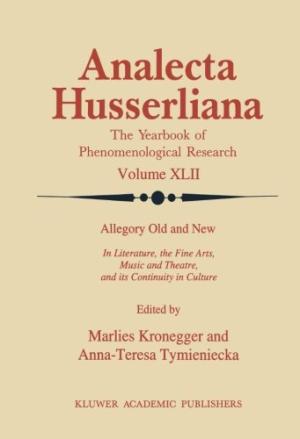 Analecta
Husserliana
The Yearbook of
Phenomenological Research
Volume XLII
Allegory Old and New
In Literature, the Fine Arts,
Music and Theatre,
and its Continuity in Culture
Edited by
Marlies Kronegger and
Anna-Teresa Tymieniecka
KLUWER ACADEMIC PUBLISHERS